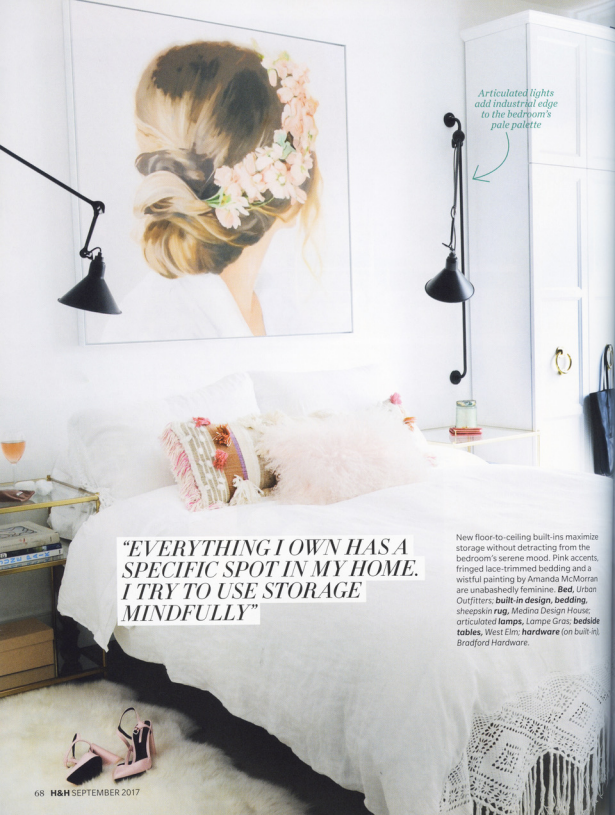 Articulated lights
add industrial edge
to the bedroom's
pale palette
"EVERYTHING I OWN HAS A
SPECIFIC SPOT IN MY HOME.
I TRY TO USE STORAGE
MINDFULLY"
New floor-to-ceiling built-ins maximize
storage without detracting from the
bedroom's serene mood. Pink accents,
fringed lace-trimmed bedding and a
wistful painting by Amanda McMorran
are unabashedly feminine. Bed, Urban
Outfitters; built-in design, bedding,
sheepskin rug, Medina Design House;
articulated lamps, Lampe Gras; bedside
tables, West Elm; hardware (on built-in),
Bradford Hardware.
68 H&H SEPTEMBER 2017